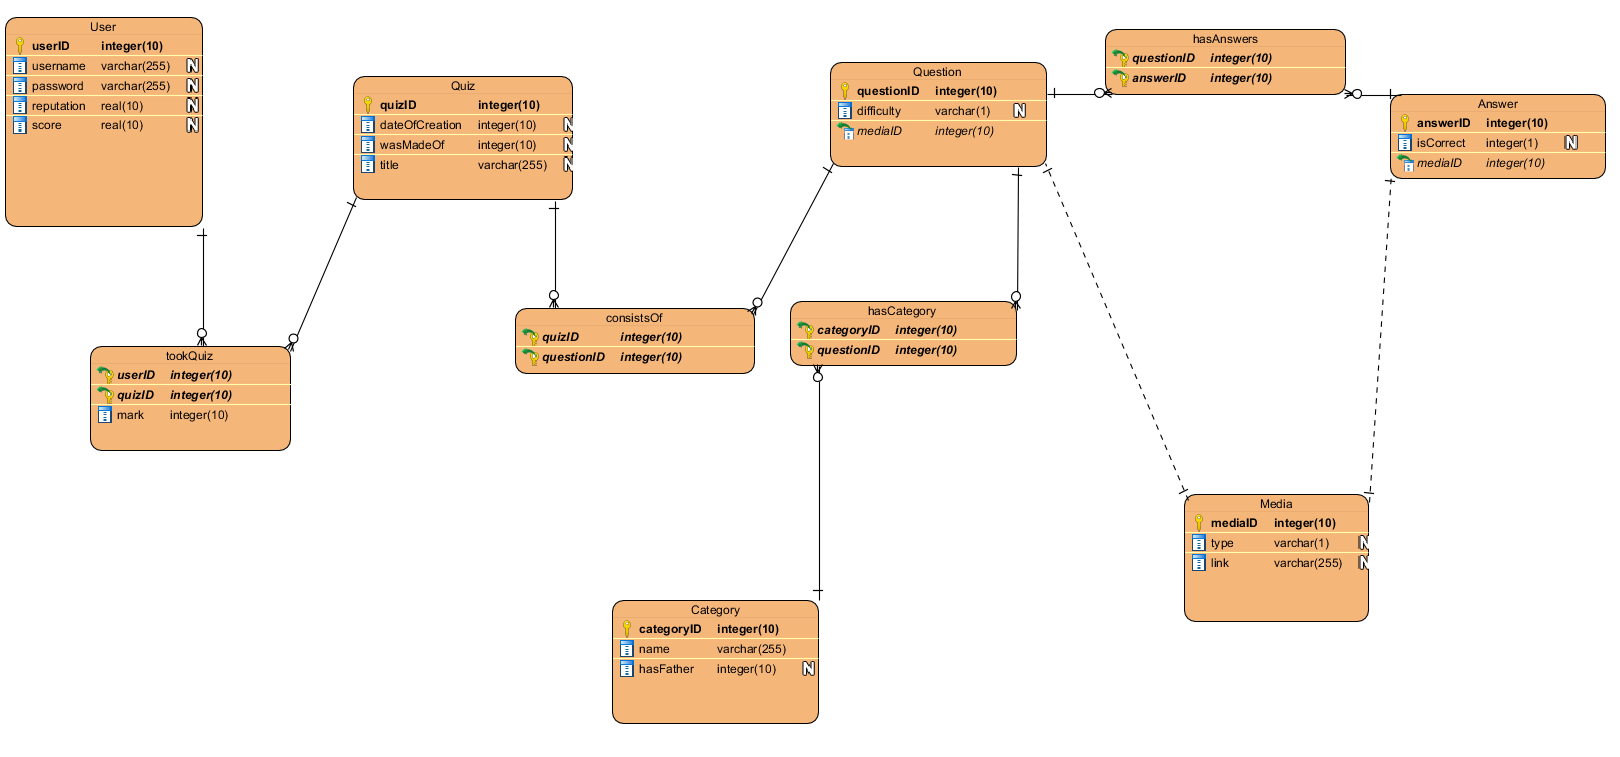 User
userID integer(10)
username varchar(255) N
password varchar(255) N
reputation real(10) N
score real(10) N
Quiz
quizID integer(10)
dateOfCreation integer(10) N
wasMadeOf integer(10) N
title varchar(255) N
Question
questionID integer(10)
difficulty varchar(1) N
mediaID integer(10)
hasAnswers
questionID integer(10)
answerID integer(10)
Answer
answerID integer(10)
isCorrect integer(1) N
mediaID integer(10)
tookQuiz
userID integer(10)
quizID integer(10)
mark integer(10)
consistsOf
quizID integer(10)
questionID integer(10)
hasCategory
categoryID integer(10)
questionID integer(10)
Media
mediaID integer(10)
type varchar(1) N
link varchar(255) N
Category
categoryID integer(10)
name varchar(255)
hasFather integer(10) N